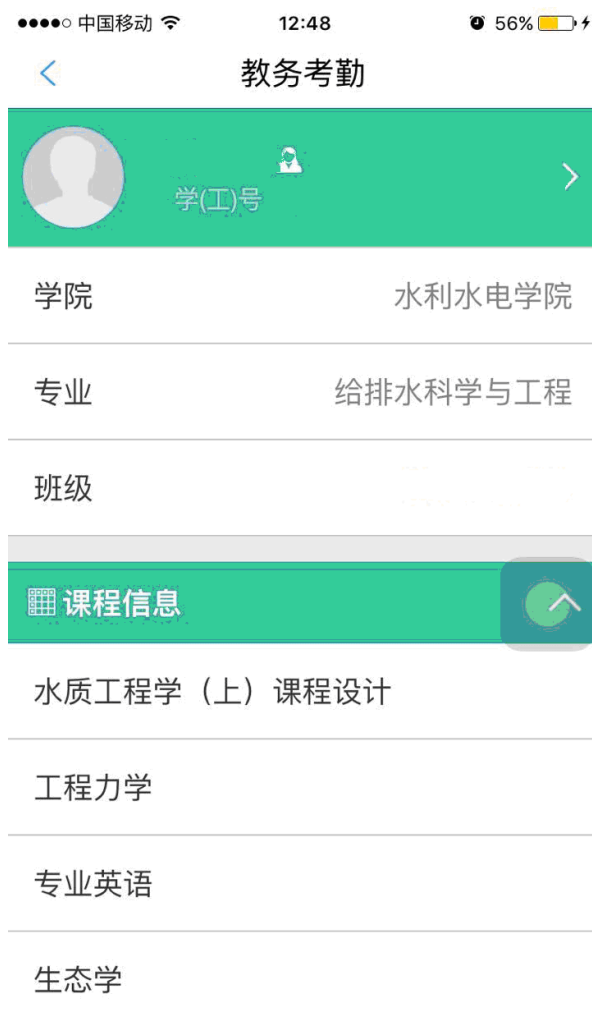 中国移动 12:48 56%
教务考勤
学(工)号
学院 水利水电学院
专业 给排水科学与工程
班级
课程信息
水质工程学（上）课程设计
工程力学
专业英语
生态学